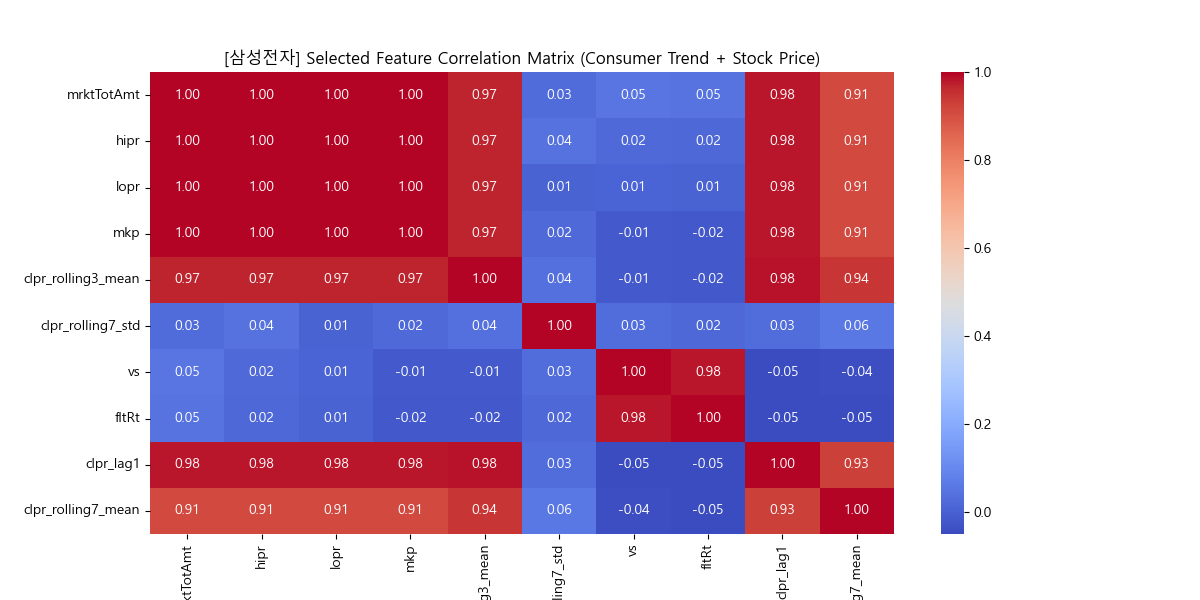 [삼성전자] Selected Feature Correlation Matrix (Consumer Trend + Stock Price)
mrktTotAmt 1.00 1.00 1.00 1.00 0.97 0.03 0.05 0.05 0.98 0.91
hipr 1.00 1.00 1.00 1.00 0.97 0.04 0.02 0.02 0.98 0.91
lopr 1.00 1.00 1.00 1.00 0.97 0.01 0.01 0.01 0.98 0.91
mkp 1.00 1.00 1.00 1.00 0.97 0.02 -0.01 -0.02 0.98 0.91
clpr_rolling3_mean 0.97 0.97 0.97 0.97 1.00 0.04 -0.01 -0.02 0.98 0.94
clpr_rolling7_std 0.03 0.04 0.01 0.02 0.04 1.00 0.03 0.02 0.03 0.06
vs 0.05 0.02 0.01 -0.01 -0.01 0.03 1.00 0.98 -0.05 -0.04
fltRt 0.05 0.02 0.01 -0.02 -0.02 0.02 0.98 1.00 -0.05 -0.05
clpr_lag1 0.98 0.98 0.98 0.98 0.98 0.03 -0.05 -0.05 1.00 0.93
clpr_rolling7_mean 0.91 0.91 0.91 0.91 0.94 0.06 -0.04 -0.05 0.93 1.00
ktTotAmt
hipr
lopr
mkp
g3_mean
ling7_std
vs
fltRt
clpr_lag1
g7_mean
1.0
0.8
0.6
0.4
0.2
0.0